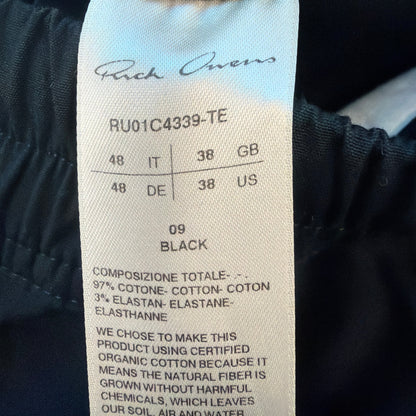 Rick Owens
RU01C4339-TE
48 IT 38 GB
48 DE 38 US
09
BLACK
COMPOSIZIONE TOTALE- - .
97% COTONE- COTTON- COTON
3% ELASTAN- ELASTANE-
ELASTHANNE
WE CHOSE TO MAKE THIS
PRODUCT USING CERTIFIED
ORGANIC COTTON BECAUSE IT
MEANS THE NATURAL FIBER IS
GROWN WITHOUT HARMFUL
CHEMICALS, WHICH LEAVES
OUR SOIL, AIR AND WATER